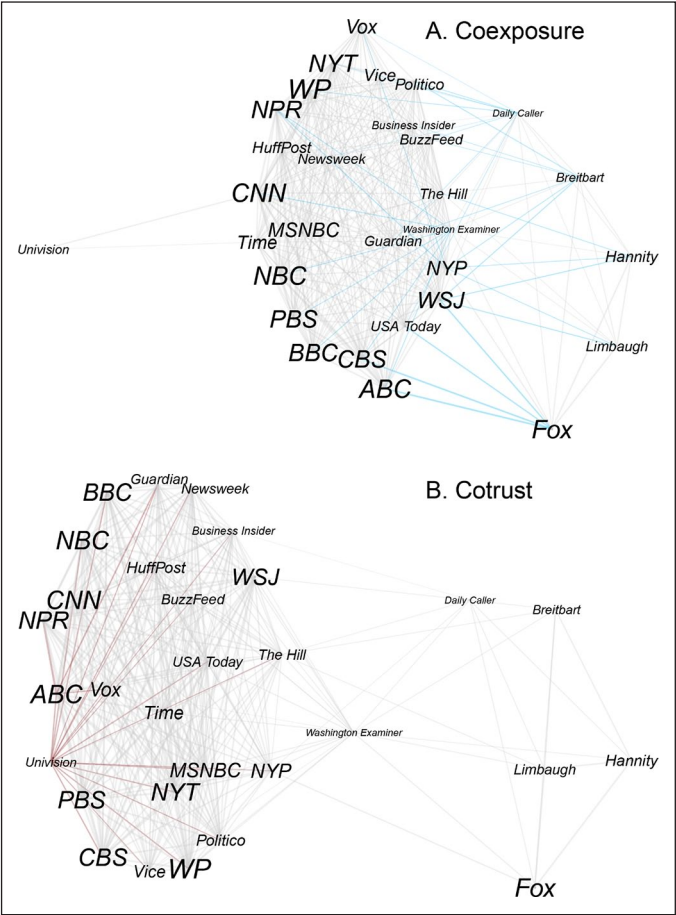 A. Coexposure
Vox
NYT
Vice
Politico
WP
NPR
Daily Caller
Business Insider
BuzzFeed
HuffPost
Newsweek
Breitbart
CNN
The Hill
MSNBC
Washington Examiner
Time
Guardian
Univision
Hannity
NBC
NYP
WSJ
PBS
USA Today
Limbaugh
BBC
CBS
ABC
Fox
B. Cotrust
Guardian
BBC
Newsweek
Business Insider
NBC
HuffPost
WSJ
CNN
BuzzFeed
Daily Caller
Breitbart
NPR
The Hill
USA Today
ABC
Vox
Time
Washington Examiner
Univision
Hannity
MSNBC
NYP
Limbaugh
NYT
PBS
Politico
CBS
Vice
WP
Fox